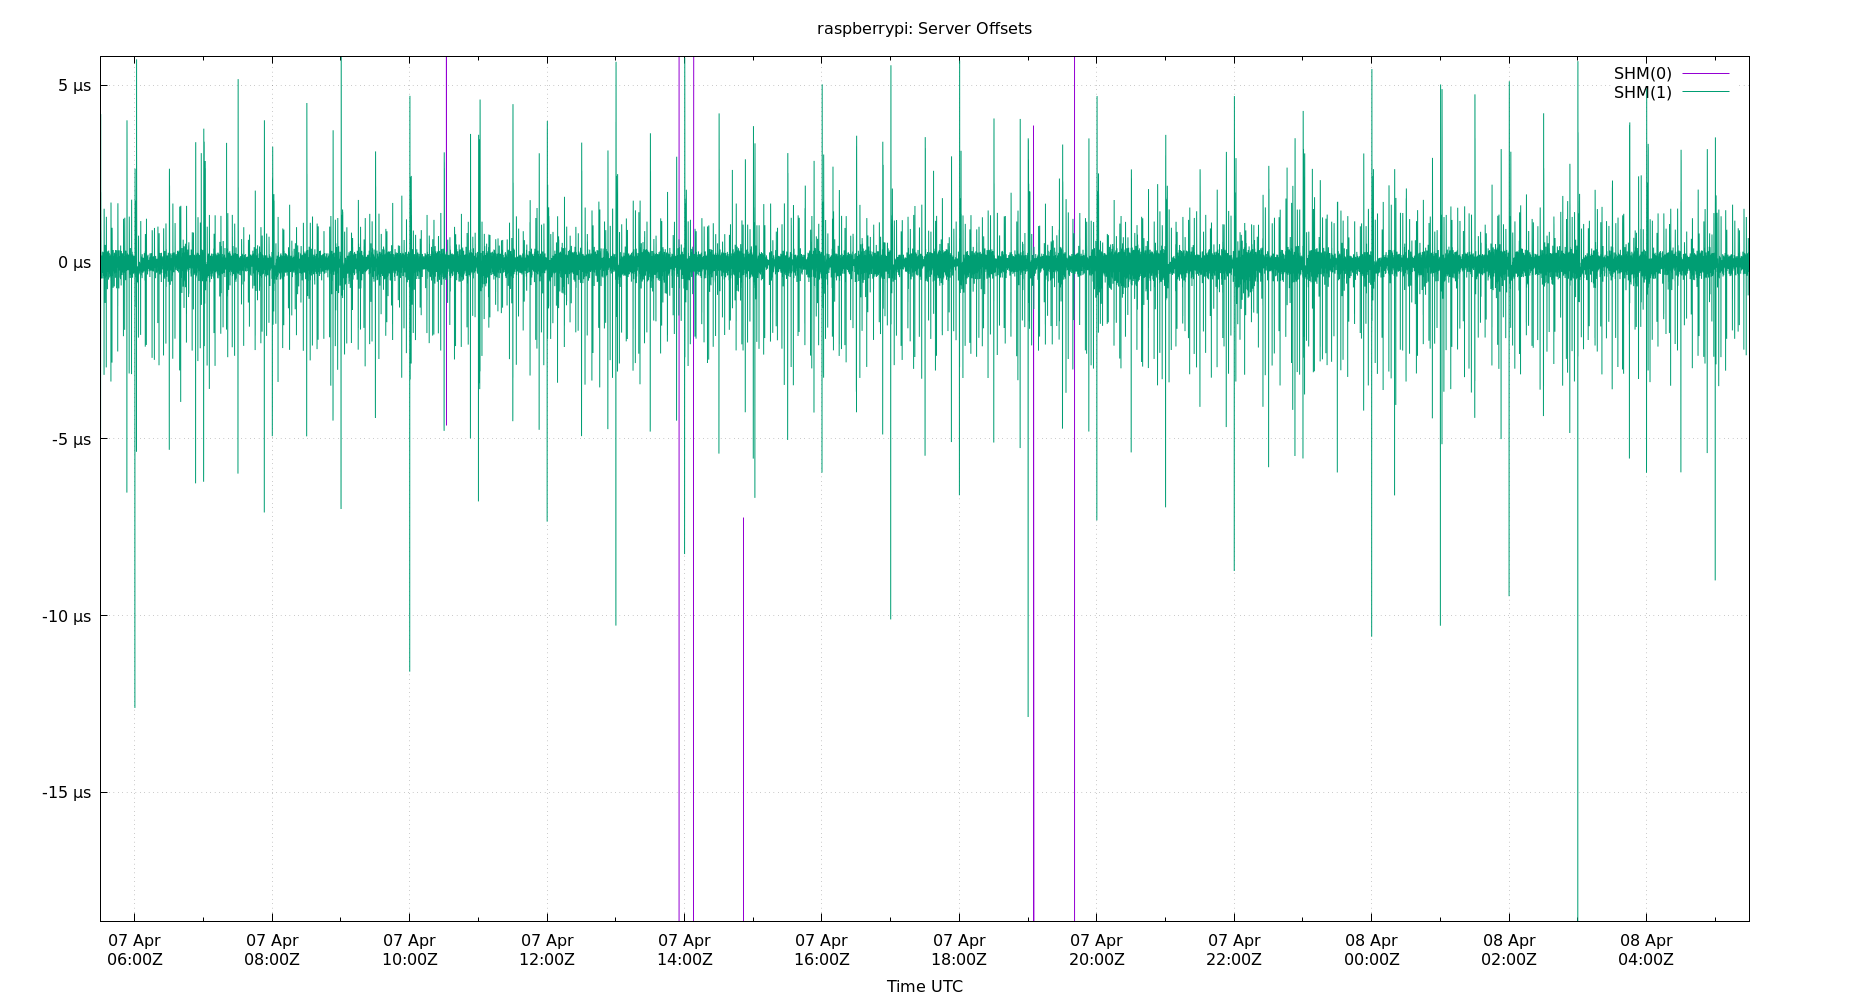 raspberrypi: Server Offsets
SHM(0)
SHM(1)
5 µs
0 µs
-5 µs
-10 µs
-15 µs
07 Apr 07 Apr 07 Apr 07 Apr 07 Apr 07 Apr 07 Apr 07 Apr 07 Apr 08 Apr 08 Apr 08 Apr
06:00Z 08:00Z 10:00Z 12:00Z 14:00Z 16:00Z 18:00Z 20:00Z 22:00Z 00:00Z 02:00Z 04:00Z
Time UTC